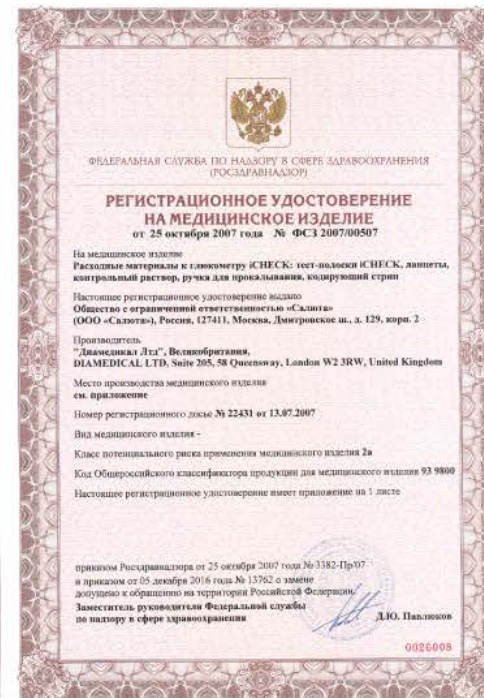 ФЕДЕРАЛЬНАЯ СЛУЖБА ПО НАДЗОРУ В СФЕРЕ ЗДРАВООХРАНЕНИЯ
(РОСЗДРАВНАДЗОР)
РЕГИСТРАЦИОННОЕ УДОСТОВЕРЕНИЕ
НА МЕДИЦИНСКОЕ ИЗДЕЛИЕ
от 25 октября 2007 года № ФСЗ 2007/00507
На медицинское изделие
Расходные материалы к глюкометру iCHECK: тест-полоски iCHECK, ланцеты,
контрольный раствор, ручка для прокалывания, кодирующий стрип
Настоящее регистрационное удостоверение выдано
Общество с ограниченной ответственностью «Салюта»
(ООО «Салюта»), Россия, 127411, Москва, Дмитровское ш., д. 129, корп. 2
Производитель
"Диамедикал Лтд", Великобритания,
DIAMEDICAL LTD, Suite 205, 58 Queensway, London W2 3RW, United Kingdom
Место производства медицинского изделия
см. приложение
Номер регистрационного досье № 22431 от 13.07.2007
Вид медицинского изделия -
Класс потенциального риска применения медицинского изделия 2в
Код Общероссийского классификатора продукции для медицинского изделия 93 9800
Настоящее регистрационное удостоверение имеет приложение на 1 листе
приказом Росздравнадзора от 25 октября 2007 года № 3382-Пр/07
и приказом от 05 декабря 2016 года № 13762 о замене
допущено к обращению на территории Российской Федерации.
Заместитель руководителя Федеральной службы
по надзору в сфере здравоохранения
Д.Ю. Павлюков
0026008